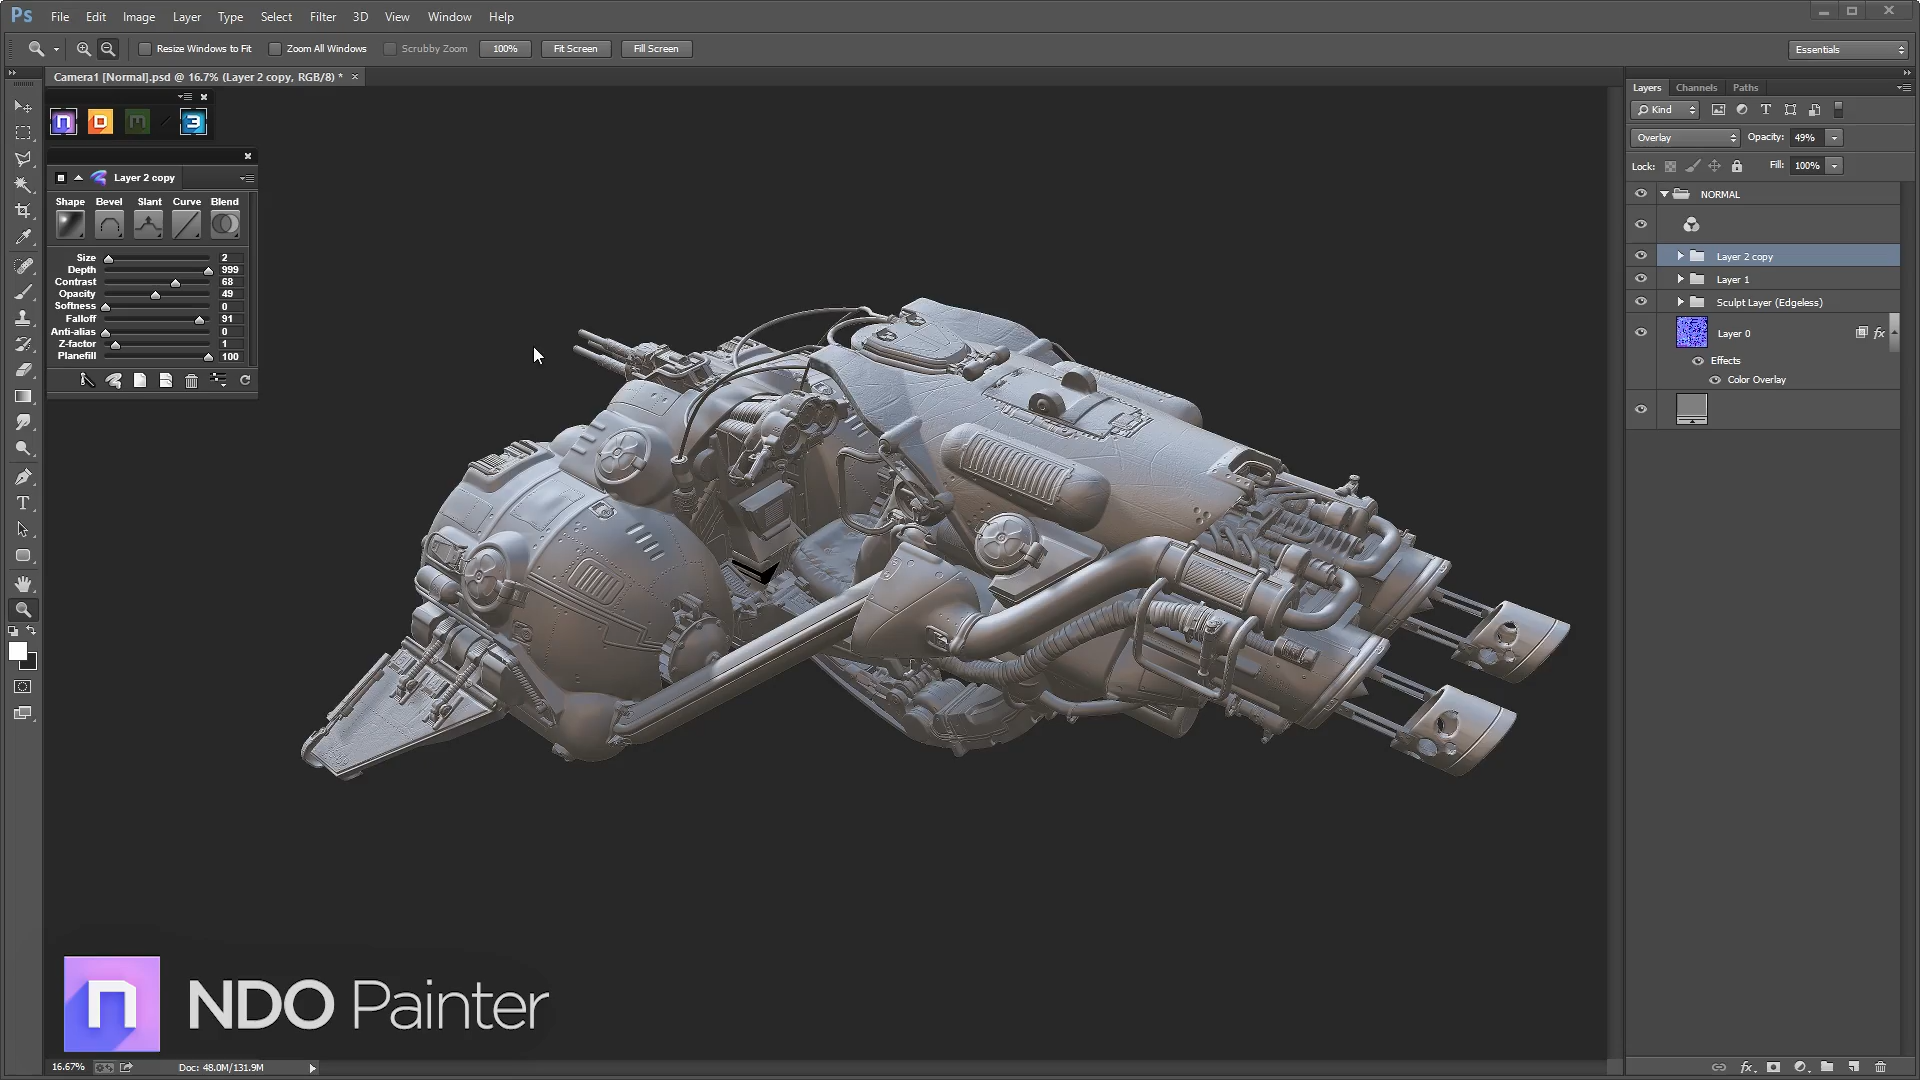 Ps File Edit Image Layer Type Select Filter 3D View Window Help
Resize Windows to Fit Zoom All Windows Scrubby Zoom 100% Fit Screen Fill Screen Essentials
Camera1 [Normal].psd @ 16.7% (Layer 2 copy, RGB/8) * ×
n D M 3
Layer 2 copy
Shape Bevel Slant Curve Blend
Size 2
Depth 999
Contrast 68
Opacity 49
Softness 0
Falloff 91
Anti-alias 0
Z-factor 1
Planefill 100
Layers Channels Paths
Kind
Overlay Opacity: 49%
Lock: Fill: 100%
NORMAL
Layer 2 copy
Layer 1
Sculpt Layer (Edgeless)
Layer 0 fx
Effects
Color Overlay
n NDO Painter
16.67% Doc: 48.0M/131.9M
fx